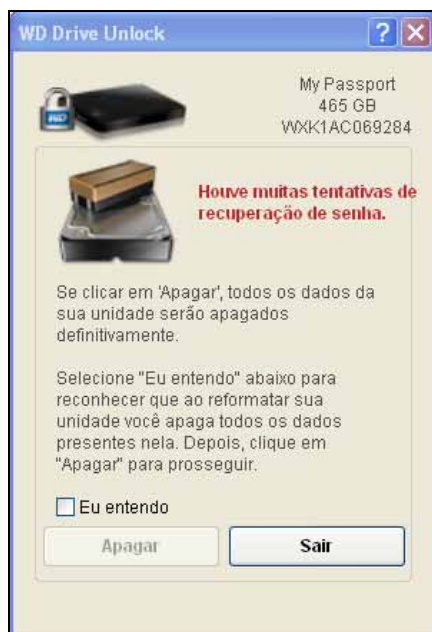 WD Drive Unlock
?
My Passport
465 GB
WXK1AC069284
WD
Houve muitas tentativas de
recuperação de senha.
Se clicar em 'Apagar', todos os dados da
sua unidade serão apagados
definitivamente.
Selecione "Eu entendo" abaixo para
reconhecer que ao reformatar sua
unidade você apaga todos os dados
presentes nela. Depois, clique em
"Apagar" para prosseguir.
Eu entendo
Apagar
Sair